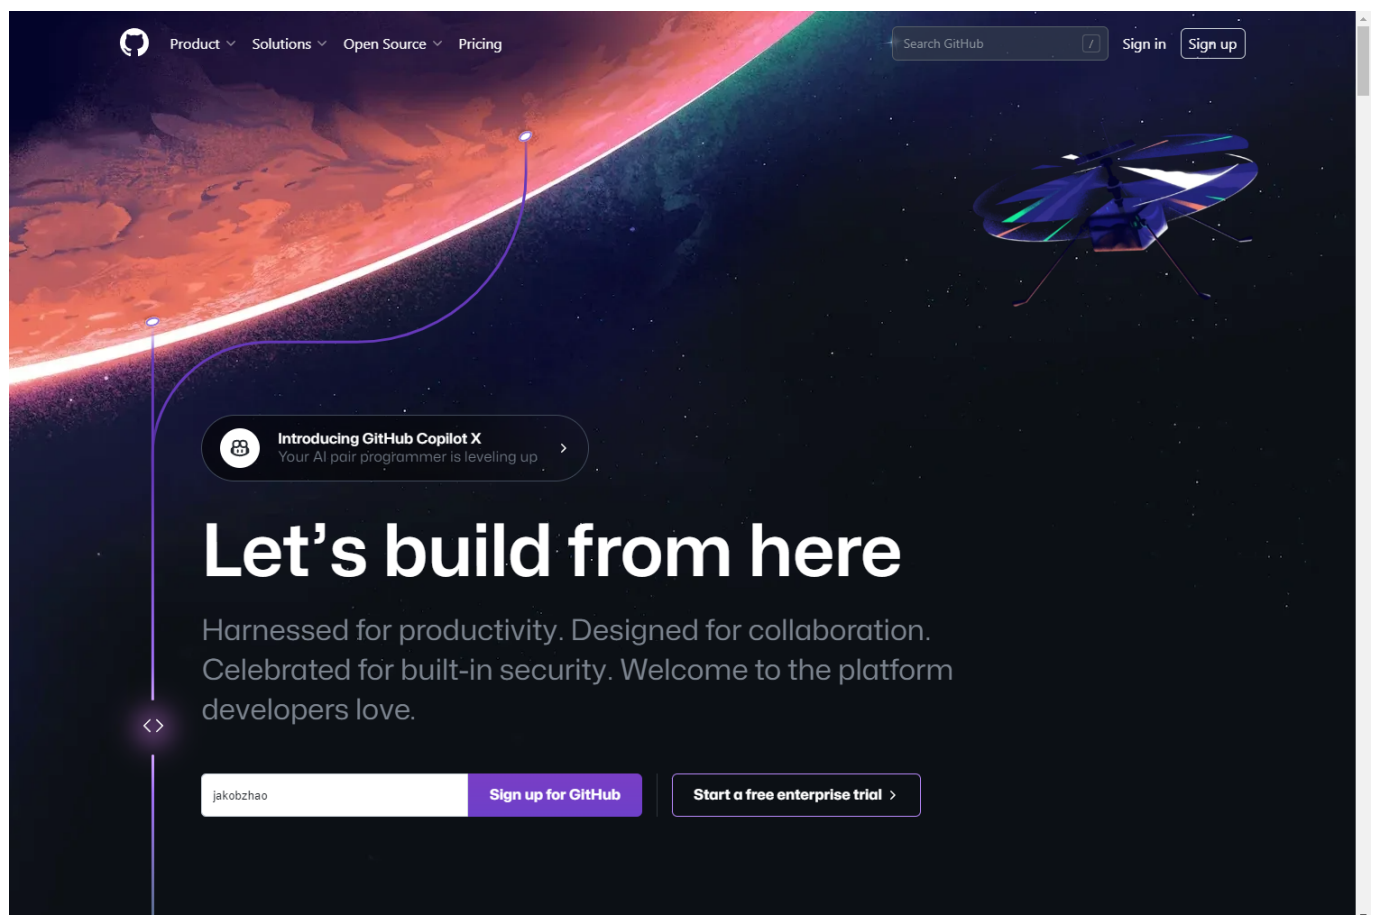 Product Solutions Open Source Pricing Search GitHub / Sign in Sign up
Introducing GitHub Copilot X
Your AI pair programmer is leveling up
Let’s build from here
Harnessed for productivity. Designed for collaboration.
Celebrated for built-in security. Welcome to the platform
developers love.
jakobzhao Sign up for GitHub Start a free enterprise trial